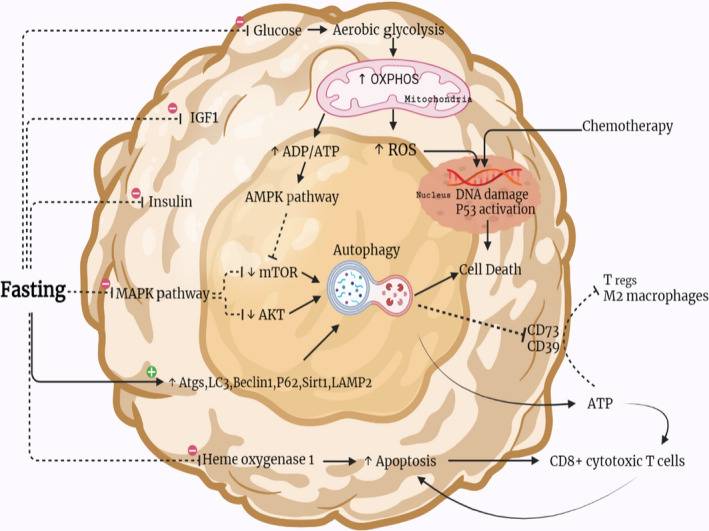 Glucose → Aerobic glycolysis
↑ OXPHOS
Mitochondria
IGF1
Chemotherapy
↑ ADP/ATP
↑ ROS
Nucleus
DNA damage
P53 activation
AMPK pathway
Insulin
Autophagy
Cell Death
↓ mTOR
Fasting
MAPK pathway
T regs
M2 macrophages
↓ AKT
CD73
CD39
↑ Atgs,LC3,Beclin1,P62,Sirt1,LAMP2
ATP
Heme oxygenase 1
↑ Apoptosis
CD8+ cytotoxic T cells